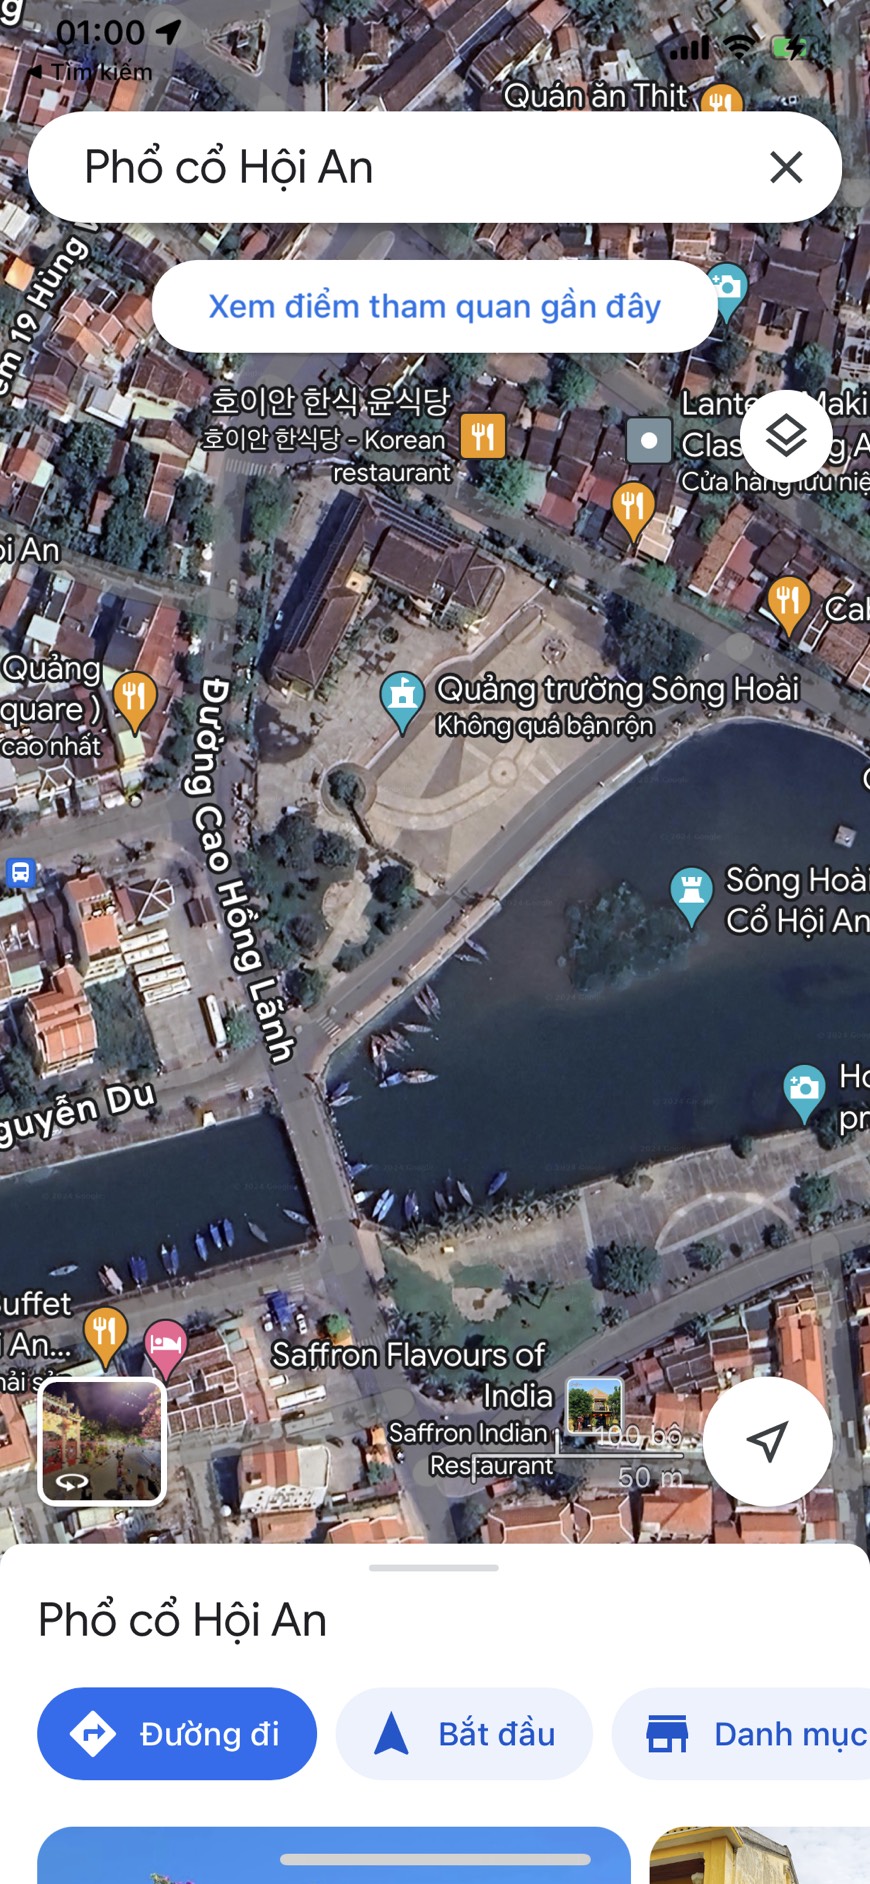 01:00
Tìm kiếm
Quán ăn Thịt
Phổ cổ Hội An
Xem điểm tham quan gần đây
호이안 한식 윤식당
호이안 한식당 - Korean
restaurant
Cửa hàng lưu niệ
Quảng
quare )
cao nhất
Quảng trường Sông Hoài
Không quá bận rộn
Đường Cao Hồng Lãnh
Sông Hoài
Cổ Hội An
guyễn Du
An...
Saffron Flavours of
India
Saffron Indian
Restaurant
100 bộ
50 m
Phổ cổ Hội An
Đường đi
Bắt đầu
Danh mục